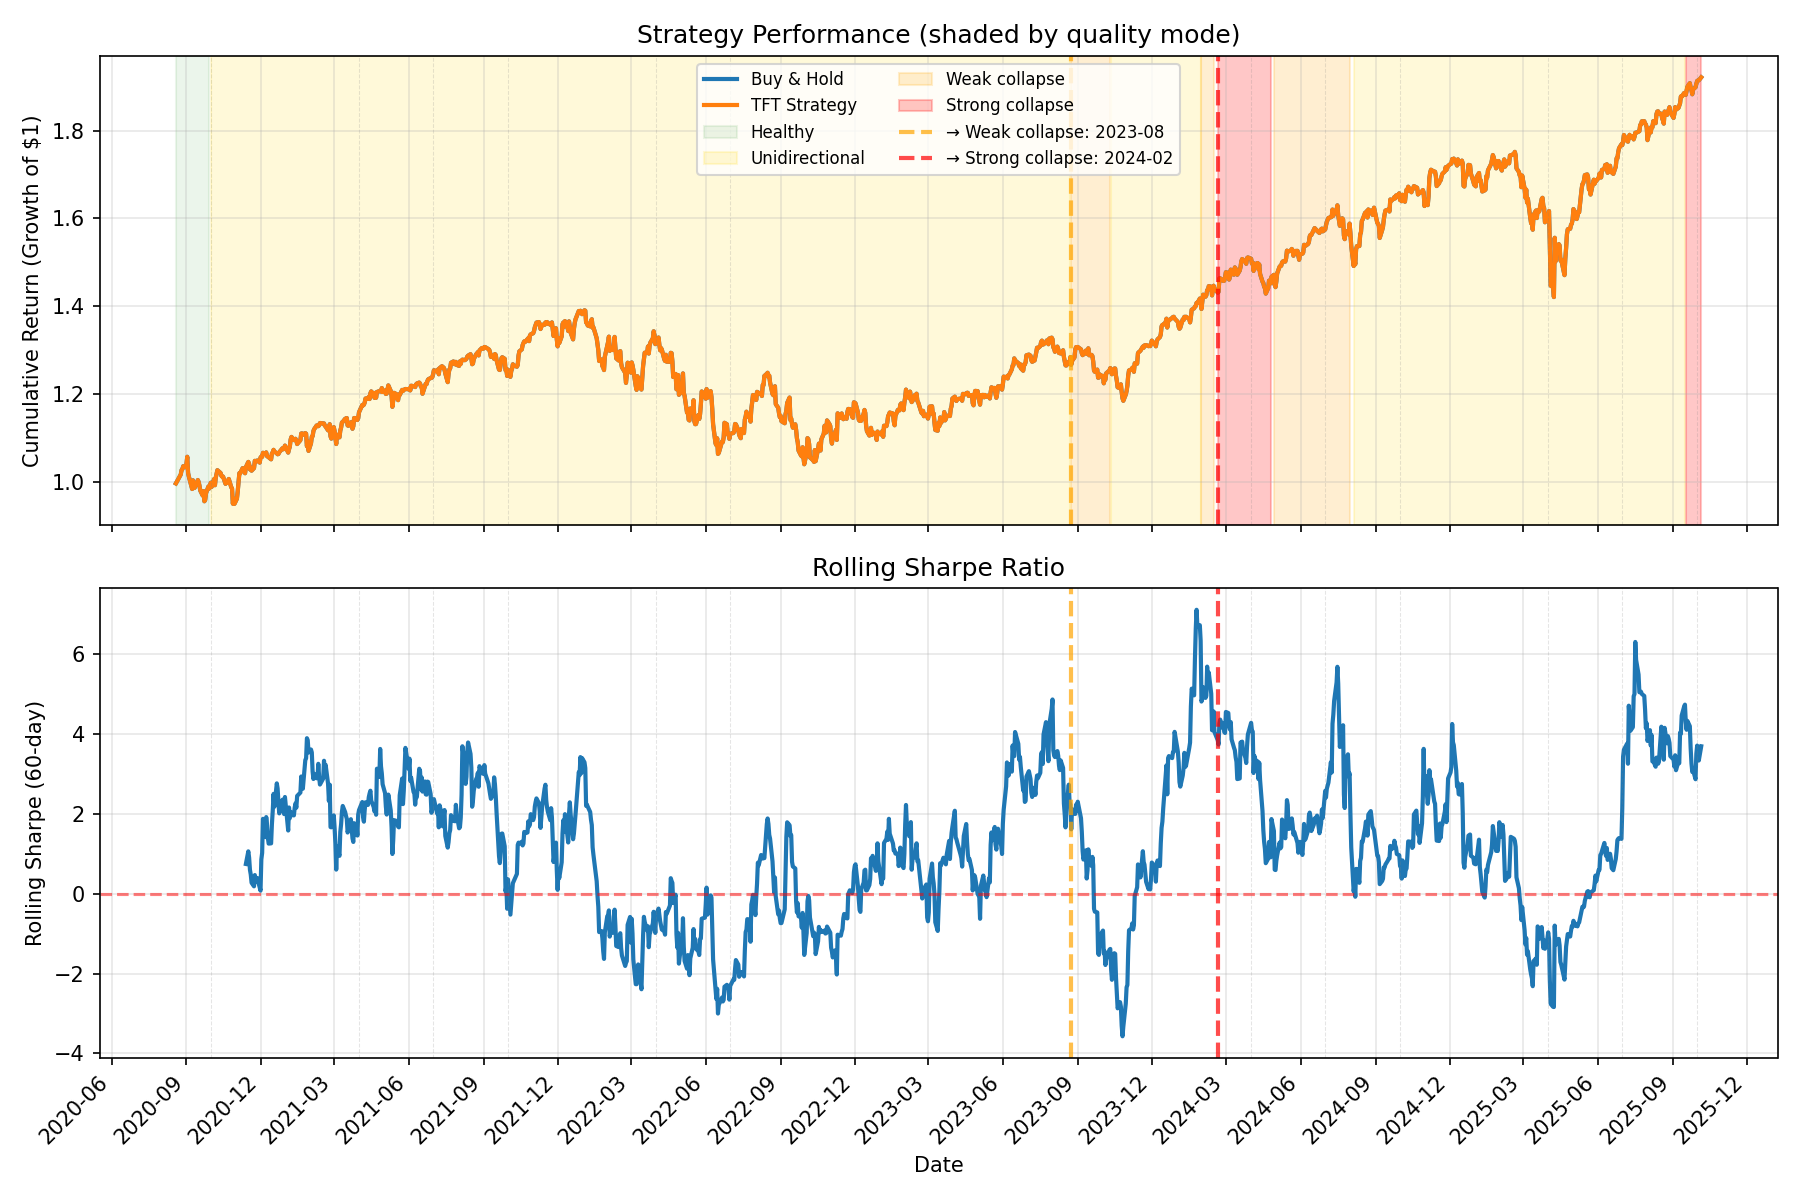 Strategy Performance (shaded by quality mode)
Cumulative Return (Growth of $1)
1.8
1.6
1.4
1.2
1.0
Buy & Hold
TFT Strategy
Healthy
Unidirectional
Weak collapse
Strong collapse
→ Weak collapse: 2023-08
→ Strong collapse: 2024-02
Rolling Sharpe Ratio
Rolling Sharpe (60-day)
6
4
2
0
−2
−4
2020-06
2020-09
2020-12
2021-03
2021-06
2021-09
2021-12
2022-03
2022-06
2022-09
2022-12
2023-03
2023-06
2023-09
2023-12
2024-03
2024-06
2024-09
2024-12
2025-03
2025-06
2025-09
2025-12
Date